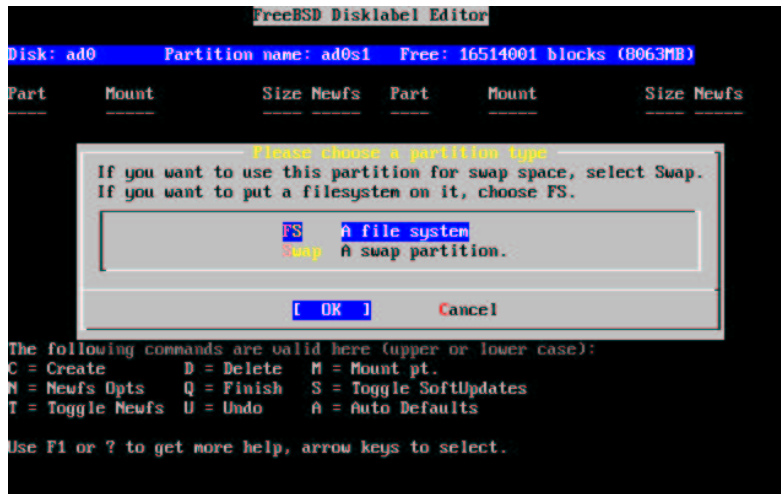 FreeBSD Disklabel Editor
Disk: ad0 Partition name: ad0s1 Free: 16514001 blocks (8063MB)
Part Mount Size Newfs Part Mount Size Newfs
Please choose a partition type
If you want to use this partition for swap space, select Swap.
If you want to put a filesystem on it, choose FS.
FS A file system
Swap A swap partition.
[ OK ] Cancel
The following commands are valid here (upper or lower case):
C = Create D = Delete M = Mount pt.
N = Newfs Opts Q = Finish S = Toggle SoftUpdates
T = Toggle Newfs U = Undo A = Auto Defaults
Use F1 or ? to get more help, arrow keys to select.